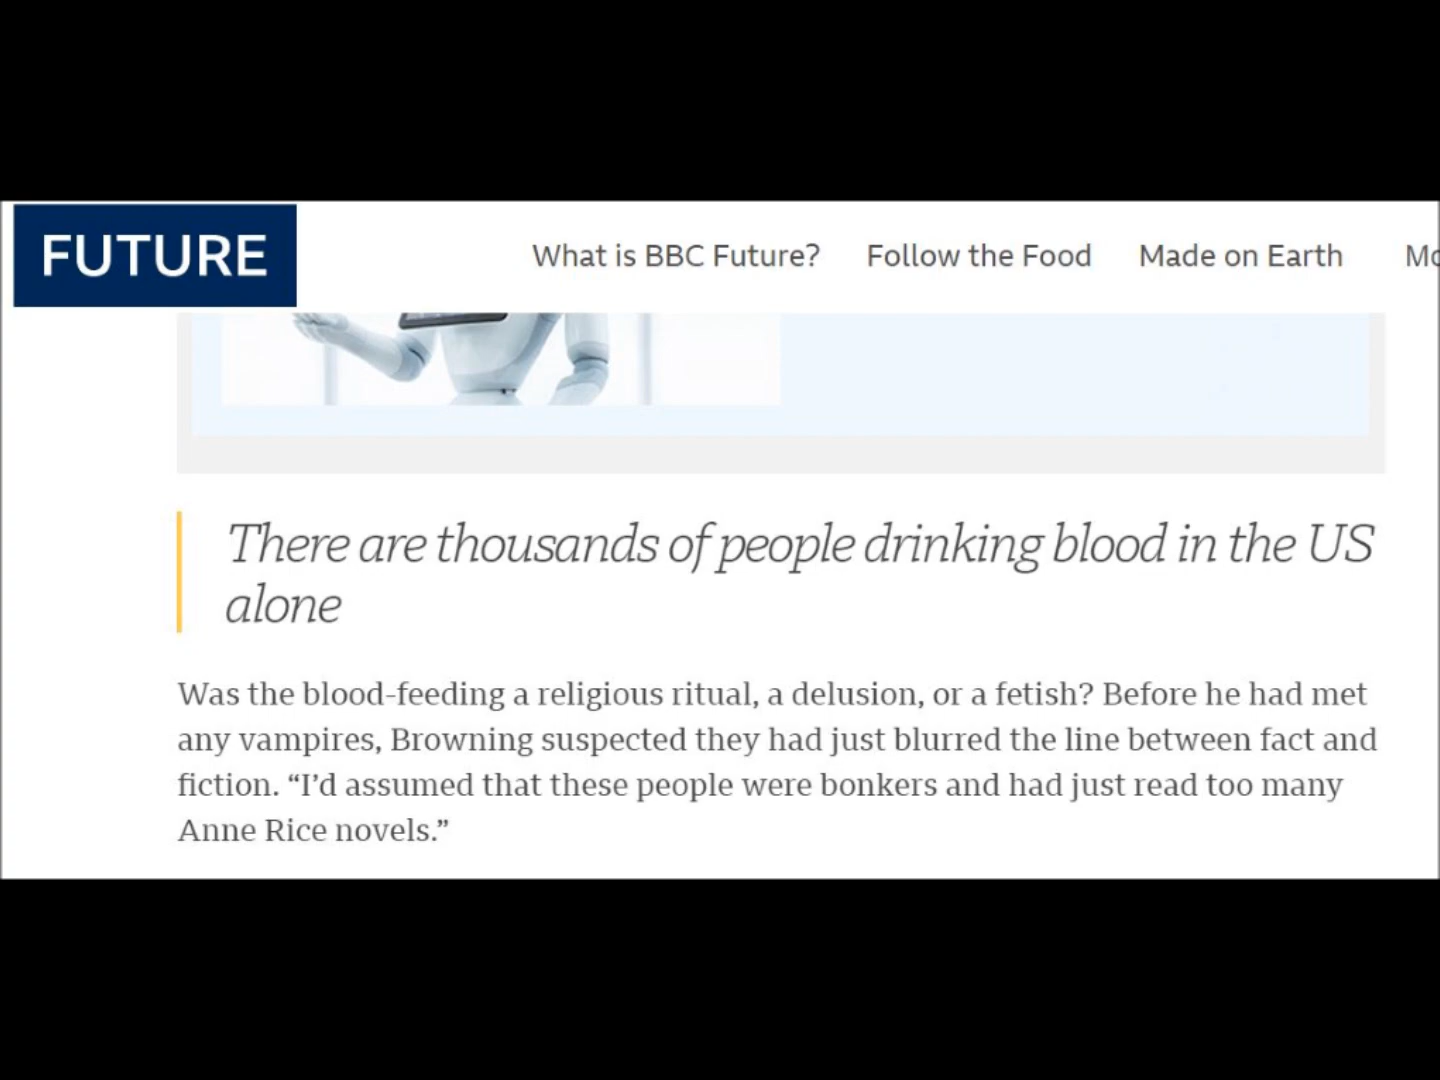 FUTURE
What is BBC Future? Follow the Food Made on Earth
There are thousands of people drinking blood in the US
alone
Was the blood-feeding a religious ritual, a delusion, or a fetish? Before he had met
any vampires, Browning suspected they had just blurred the line between fact and
fiction. “I’d assumed that these people were bonkers and had just read too many
Anne Rice novels.”